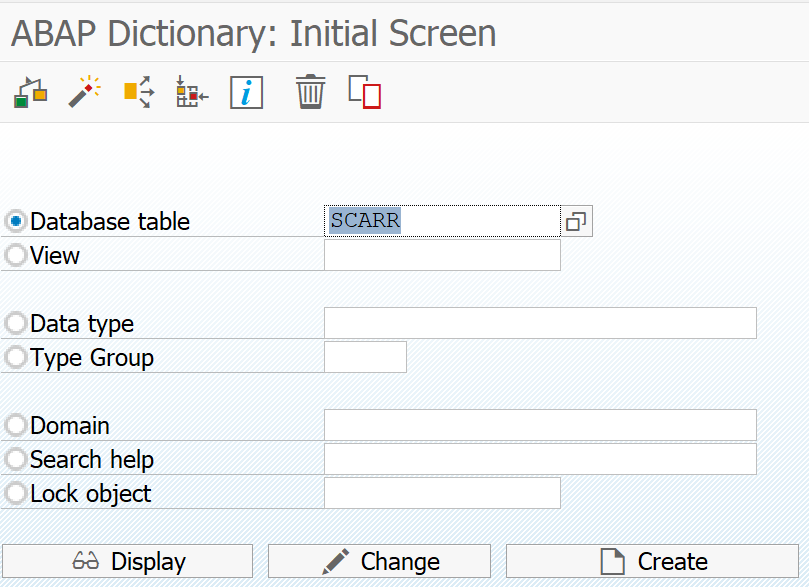 ABAP Dictionary: Initial Screen
Database table SCARR
View
Data type
Type Group
Domain
Search help
Lock object
Display Change Create